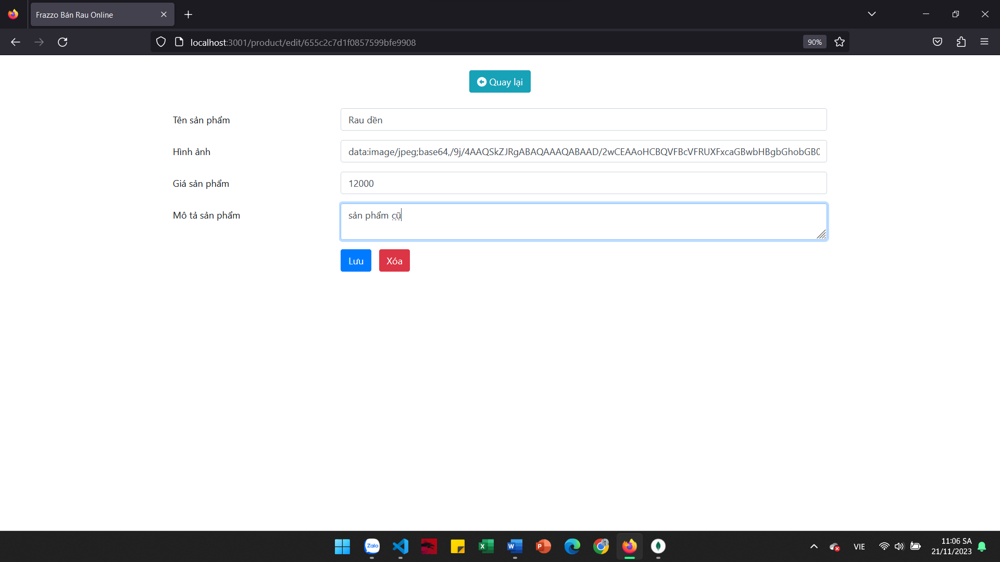 Frazzo Bán Rau Online
localhost:3001/product/edit/655c2c7d1f0857599bfe9908
90%
Quay lại
Tên sản phẩm
Rau dền
Hình ảnh
data:image/jpeg;base64,/9j/4AAQSkZJRgABAQAAAQABAAD/2wCEAAoHCBQVFBcVFRUXFxcaGBwbHBgbGhobGB0
Giá sản phẩm
12000
Mô tả sản phẩm
sản phẩm cũ
Lưu
Xóa
Zalo
VIE
11:06 SA
21/11/2023